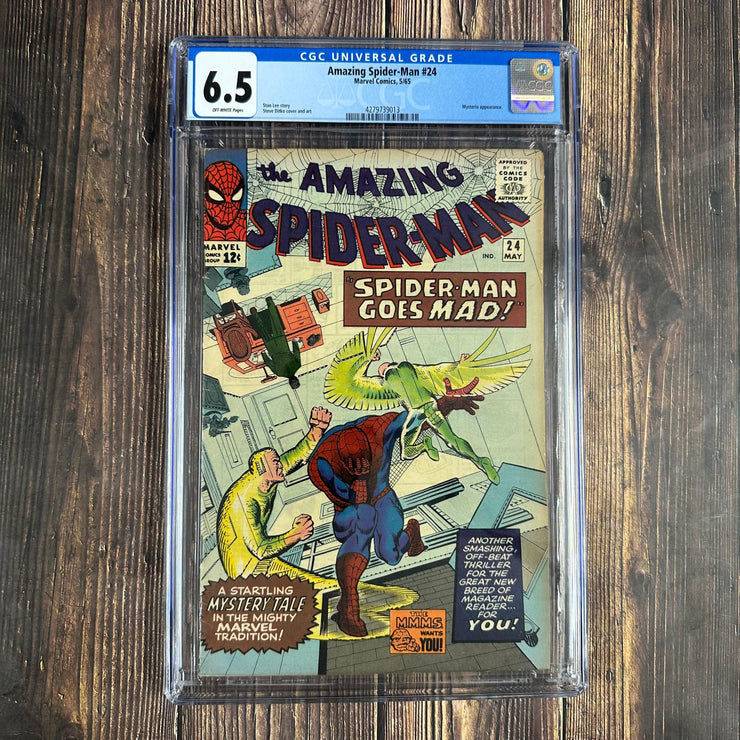 CGC UNIVERSAL GRADE
6.5
OFF-WHITE Pages
Amazing Spider-Man #24
Marvel Comics, 5/65
Stan Lee story
Steve Ditko cover and art
4279739013
Mysterio appearance.
CGC
the AMAZING
SPIDER-MAN
MARVEL
COMICS
GROUP 12¢
APPROVED
BY THE
COMICS
CODE
AUTHORITY
IND.
24
MAY
"SPIDER-MAN
GOES MAD!"
A STARTLING
MYSTERY TALE
IN THE MIGHTY
MARVEL
TRADITION!
THE
M.M.M.S.
WANTS
YOU!
ANOTHER
SMASHING,
OFF-BEAT
THRILLER
FOR THE
GREAT NEW
BREED OF
MAGAZINE
READER...
FOR
YOU!